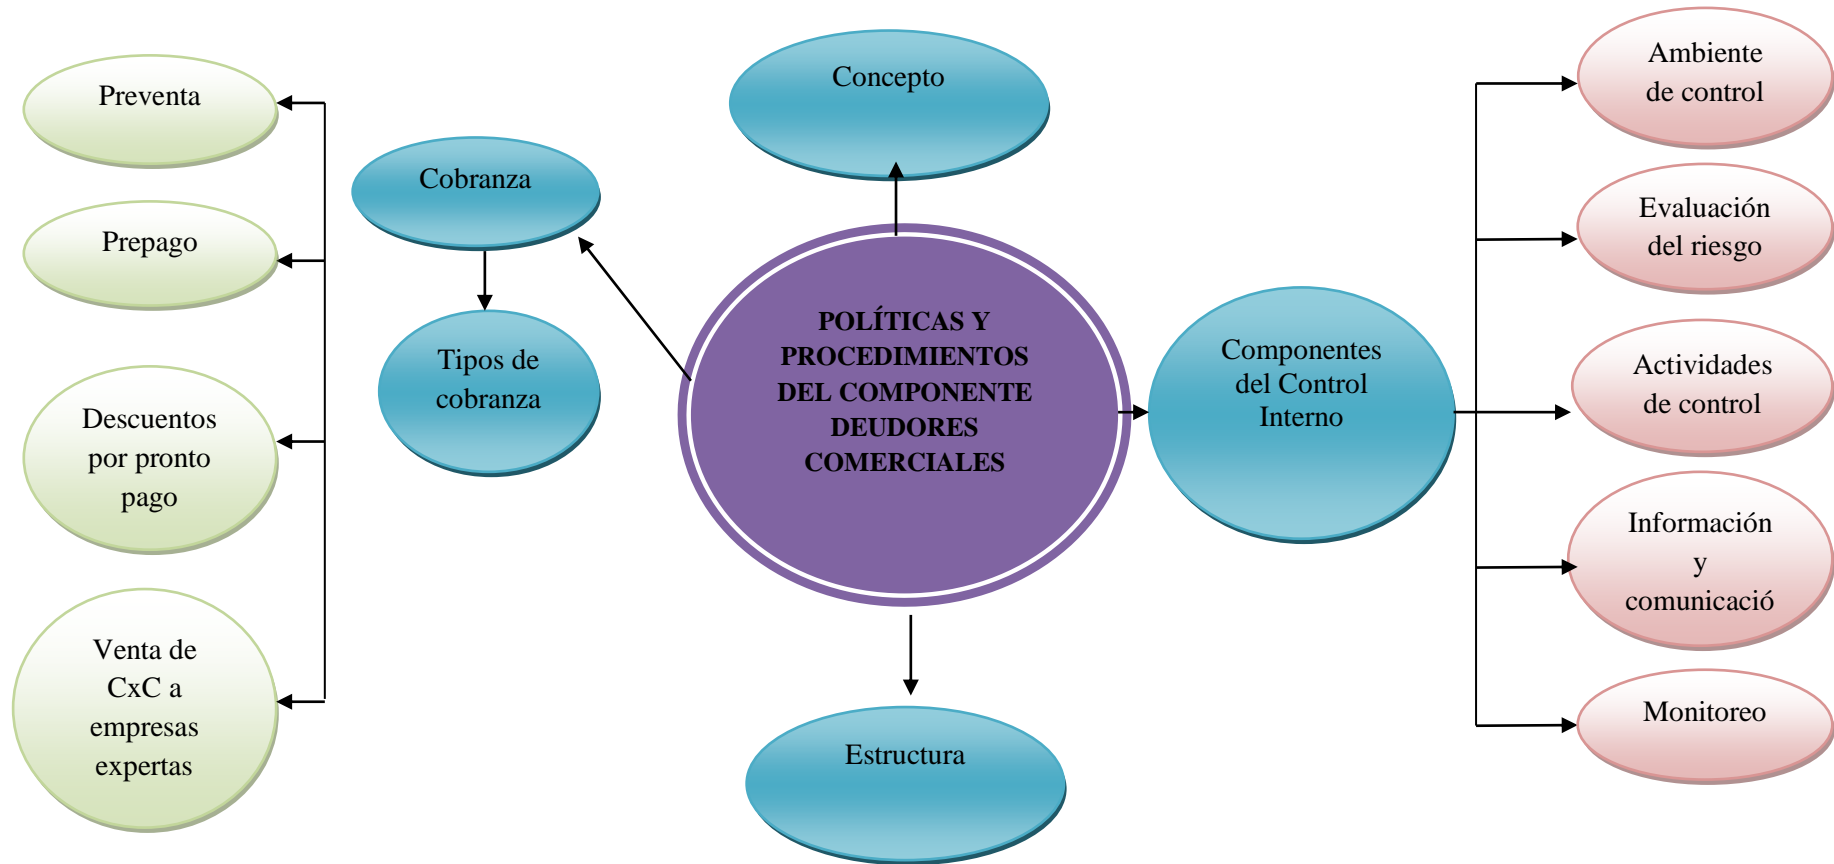 Preventa
Prepago
Descuentos
por pronto
pago
Venta de
CxC a
empresas
expertas
Cobranza
Tipos de
cobranza
Concepto
POLÍTICAS Y
PROCEDIMIENTOS
DEL COMPONENTE
DEUDORES
COMERCIALES
Estructura
Componentes
del Control
Interno
Ambiente
de control
Evaluación
del riesgo
Actividades
de control
Información
y
comunicació
Monitoreo